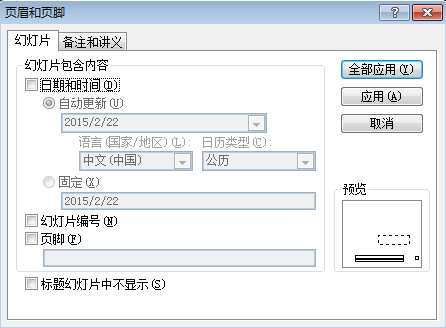 页眉和页脚
幻灯片 备注和讲义
幻灯片包含内容
日期和时间(D)
自动更新(U)
2015/2/22
语言(国家/地区)(L): 日历类型(C):
中文(中国) 公历
固定(X)
2015/2/22
幻灯片编号(N)
页脚(F)
标题幻灯片中不显示(S)
全部应用(Y)
应用(A)
取消
预览